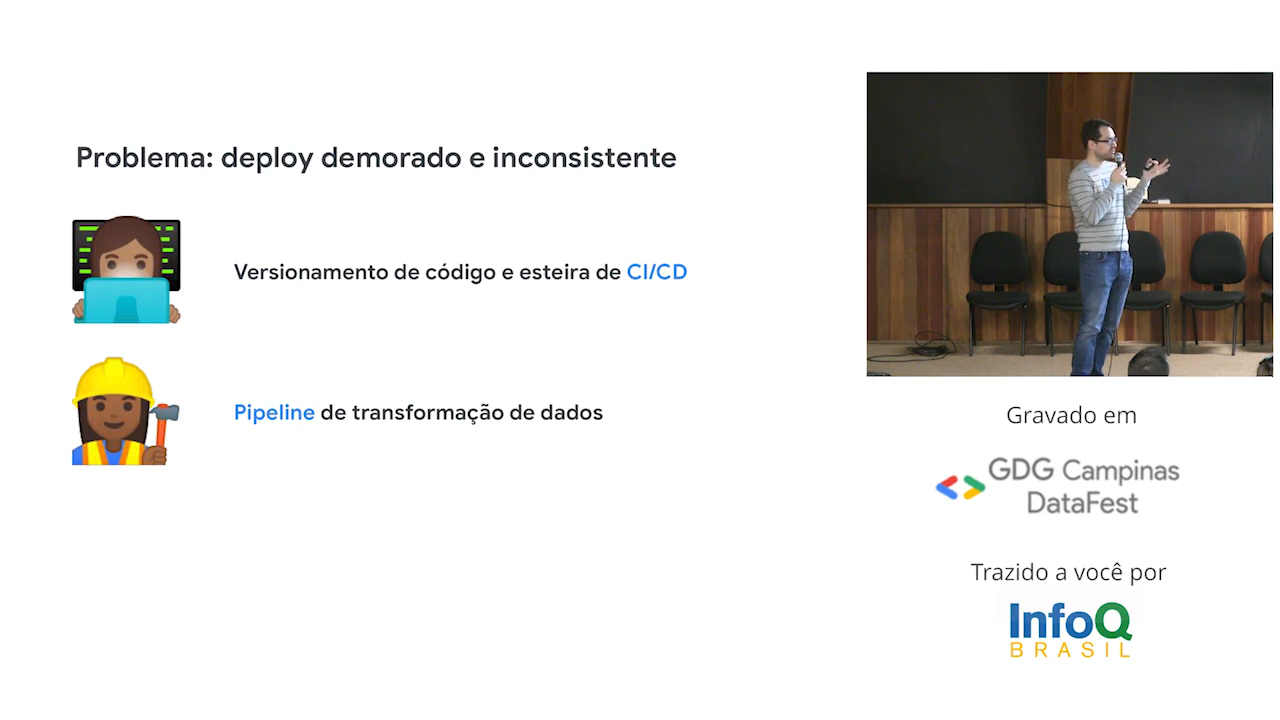 Problema: deploy demorado e inconsistente
Versionamento de código e esteira de CI/CD
Pipeline de transformação de dados
Gravado em
GDG Campinas
DataFest
Trazido a você por
InfoQ
BRASIL